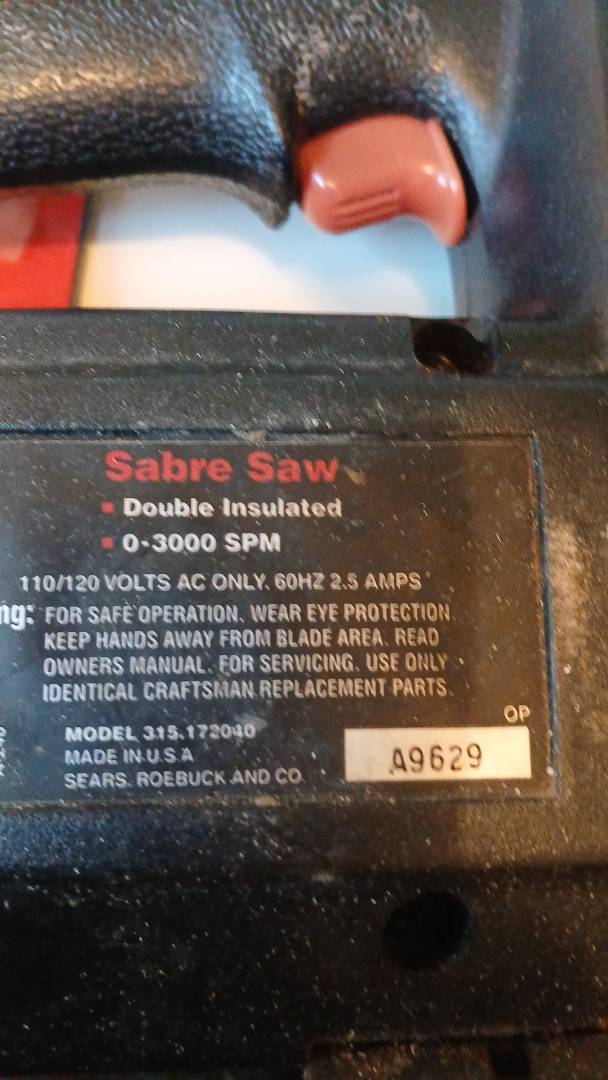 Sabre Saw
Double Insulated
0-3000 SPM
110/120 VOLTS AC ONLY. 60HZ 2.5 AMPS
ng: FOR SAFE OPERATION. WEAR EYE PROTECTION
KEEP HANDS AWAY FROM BLADE AREA. READ
OWNERS MANUAL. FOR SERVICING. USE ONLY
IDENTICAL CRAFTSMAN REPLACEMENT PARTS.
OP
MODEL 315.172040
MADE IN U.S.A
SEARS. ROEBUCK AND CO.
A9629